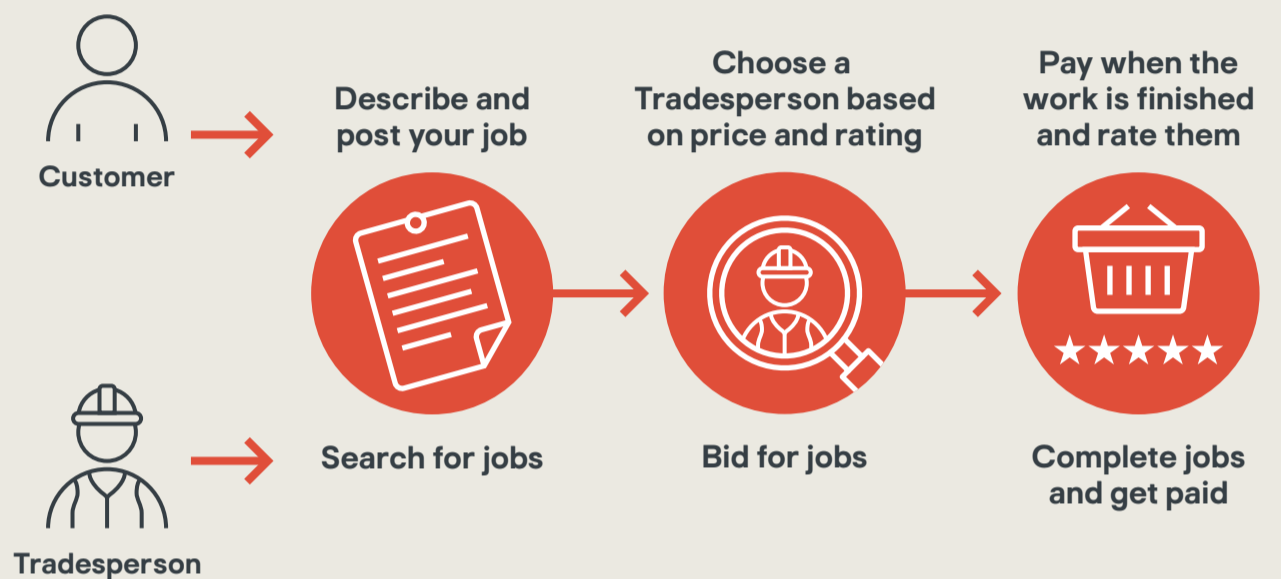 Customer
Describe and
post your job
Choose a
Tradesperson based
on price and rating
Pay when the
work is finished
and rate them
Tradesperson
Search for jobs
Bid for jobs
Complete jobs
and get paid